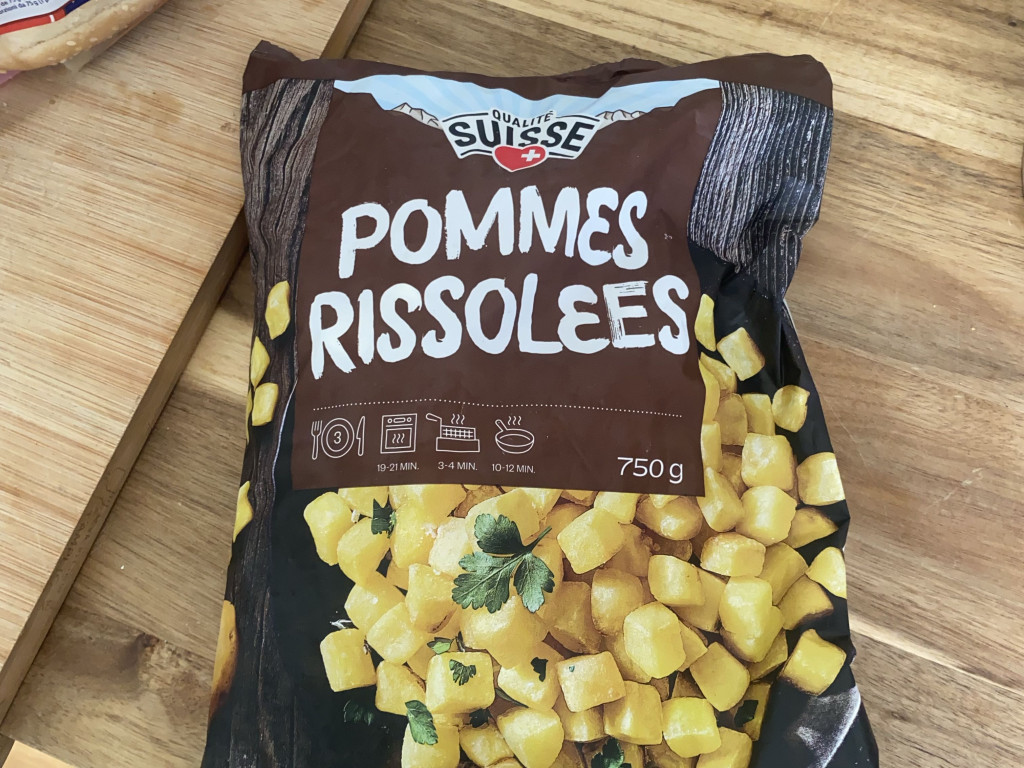 QUALITÉ
SUISSE
POMMES
RISSOLEES
3
19-21 MIN. 3-4 MIN. 10-12 MIN.
750 g